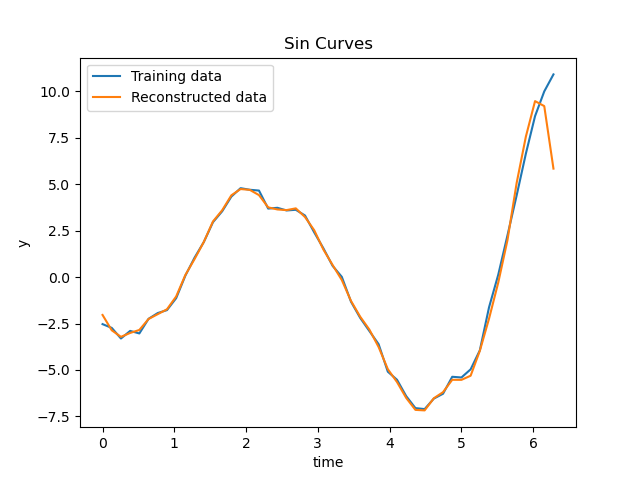 Sin Curves
Training data
Reconstructed data
10.0
7.5
5.0
2.5
0.0
−2.5
−5.0
−7.5
y
0 1 2 3 4 5 6
time